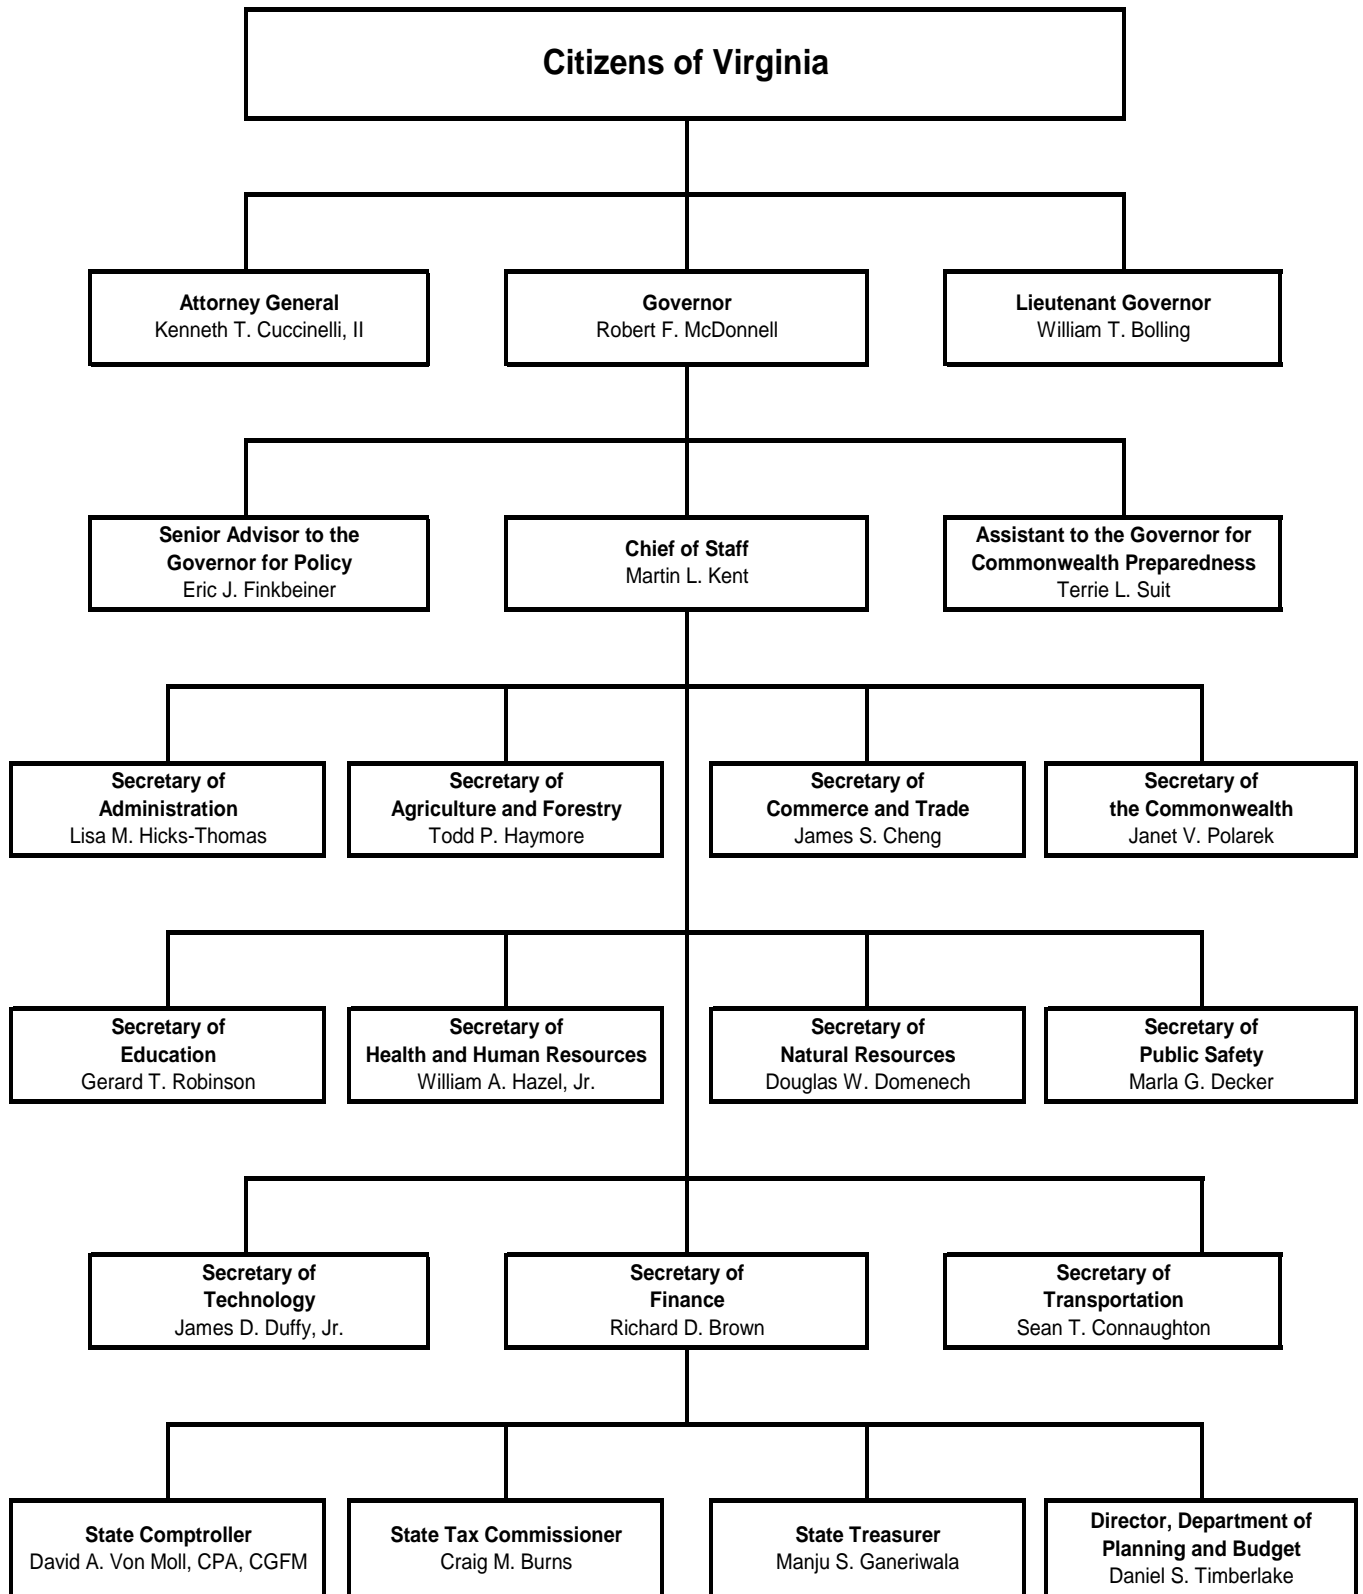 Citizens of Virginia
Attorney General
Kenneth T. Cuccinelli, II
Governor
Robert F. McDonnell
Lieutenant Governor
William T. Bolling
Senior Advisor to the
Governor for Policy
Eric J. Finkbeiner
Chief of Staff
Martin L. Kent
Assistant to the Governor for
Commonwealth Preparedness
Terrie L. Suit
Secretary of
Administration
Lisa M. Hicks-Thomas
Secretary of
Agriculture and Forestry
Todd P. Haymore
Secretary of
Commerce and Trade
James S. Cheng
Secretary of
the Commonwealth
Janet V. Polarek
Secretary of
Education
Gerard T. Robinson
Secretary of
Health and Human Resources
William A. Hazel, Jr.
Secretary of
Natural Resources
Douglas W. Domenech
Secretary of
Public Safety
Marla G. Decker
Secretary of
Technology
James D. Duffy, Jr.
Secretary of
Finance
Richard D. Brown
Secretary of
Transportation
Sean T. Connaughton
State Comptroller
David A. Von Moll, CPA, CGFM
State Tax Commissioner
Craig M. Burns
State Treasurer
Manju S. Ganeriwala
Director, Department of
Planning and Budget
Daniel S. Timberlake